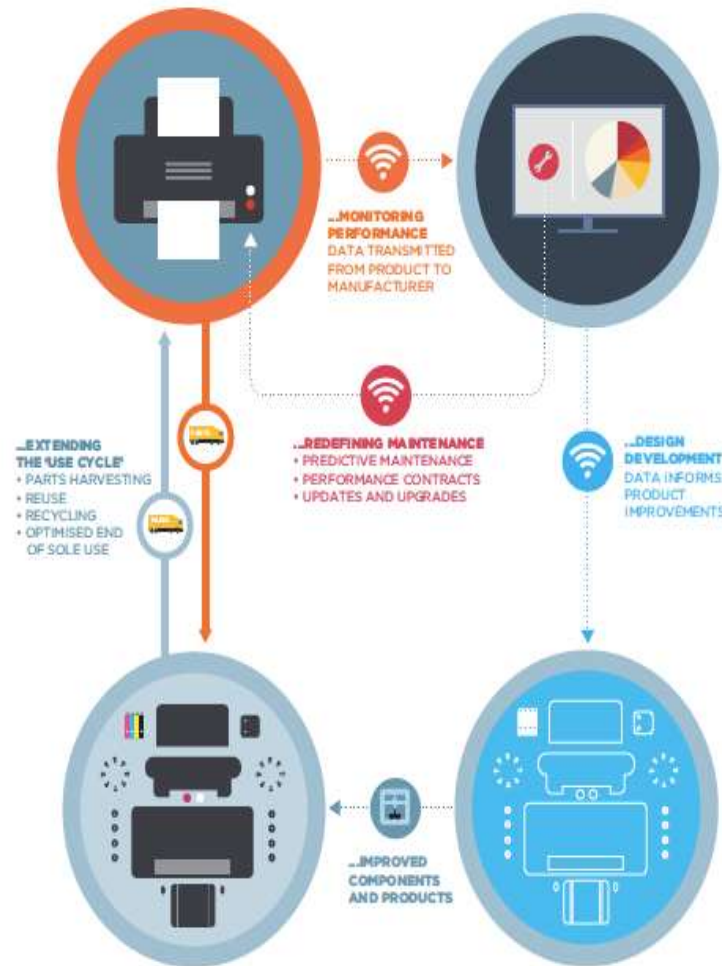 ...MONITORING
PERFORMANCE
DATA TRANSMITTED
FROM PRODUCT TO
MANUFACTURER
...REDEFINING MAINTENANCE
• PREDICTIVE MAINTENANCE
• PERFORMANCE CONTRACTS
• UPDATES AND UPGRADES
...EXTENDING
THE 'USE CYCLE'
• PARTS HARVESTING
• REUSE
• RECYCLING
• OPTIMISED END
OF SOLE USE
...DESIGN
DEVELOPMENT
DATA INFORMS
PRODUCT
IMPROVEMENTS
...IMPROVED
COMPONENTS
AND PRODUCTS